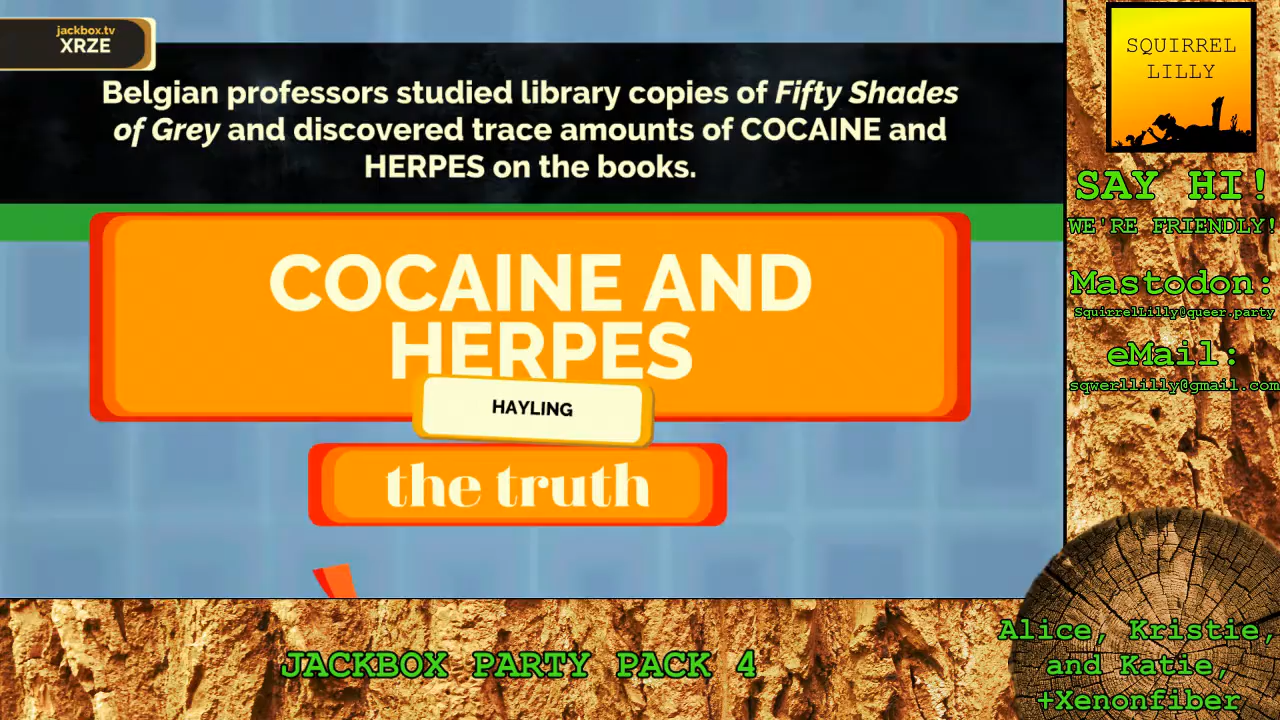 jackbox.tv
XRZE
Belgian professors studied library copies of Fifty Shades
of Grey and discovered trace amounts of COCAINE and
HERPES on the books.
COCAINE AND
HERPES
HAYLING
the truth
SQUIRREL
LILLY
SAY HI!
WE'RE FRIENDLY!
Mastodon:
SquirrelLilly@queer.party
eMail:
sqwerllilly@gmail.com
JACKBOX PARTY PACK 4
Alice, Kristie,
and Katie,
+Xenonfiber